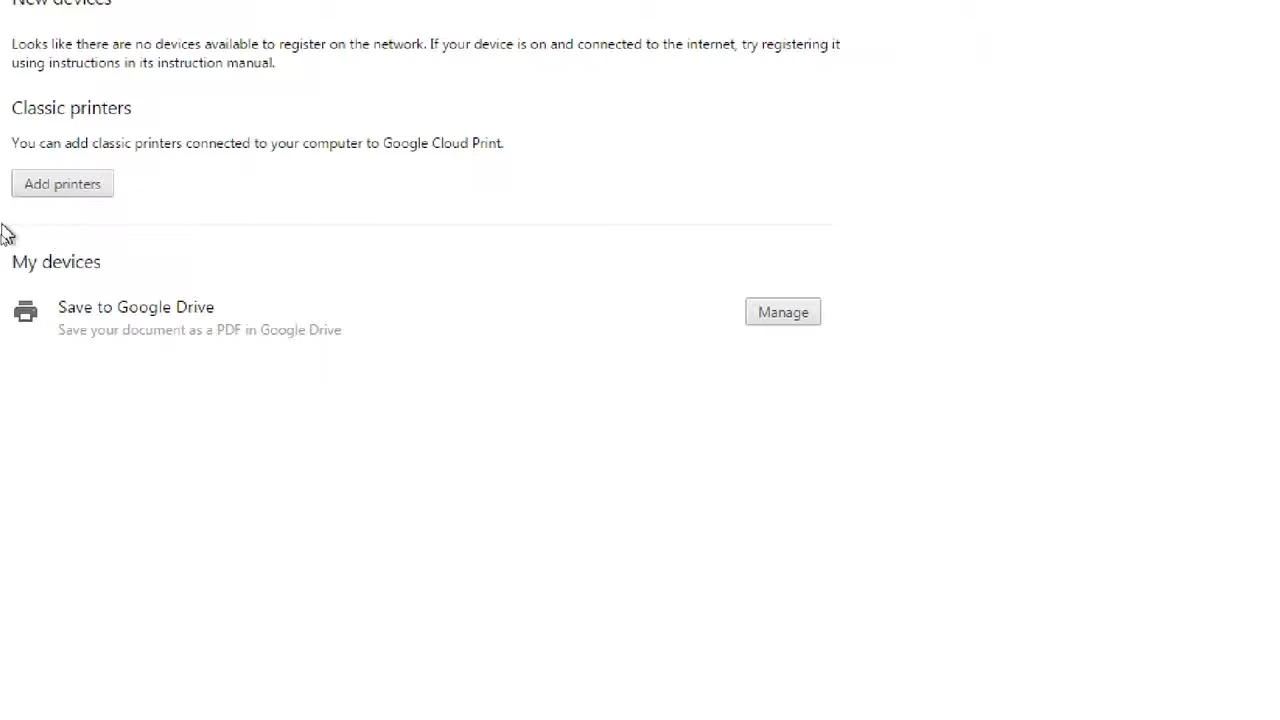 New devices
Looks like there are no devices available to register on the network. If your device is on and connected to the internet, try registering it
using instructions in its instruction manual.
Classic printers
You can add classic printers connected to your computer to Google Cloud Print.
Add printers
My devices
Save to Google Drive
Save your document as a PDF in Google Drive
Manage